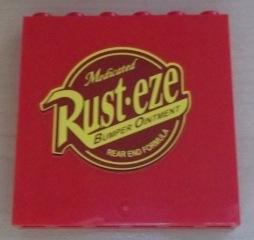 Medicated
Rust-eze
BUMPER OINTMENT
REAR END FORMULA